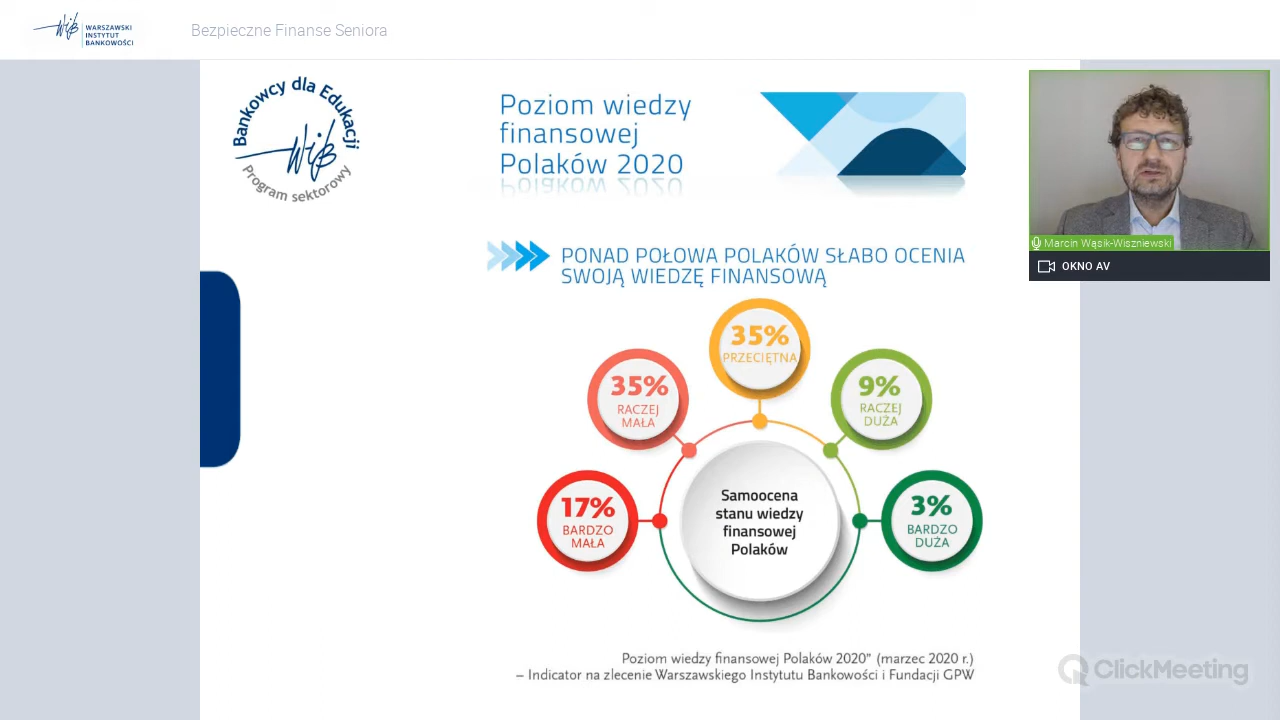 WARSZAWSKI
INSTYTUT
BANKOWOŚCI
Bezpieczne Finanse Seniora
Bankowcy dla Edukacji
Program sektorowy
Poziom wiedzy
finansowej
Polaków 2020
Marcin Wąsik-Wiszniewski
OKNO AV
PONAD POŁOWA POLAKÓW SŁABO OCENIA
SWOJĄ WIEDZĘ FINANSOWĄ
35%
PRZECIĘTNA
35%
RACZEJ
MAŁA
9%
RACZEJ
DUŻA
17%
BARDZO
MAŁA
3%
BARDZO
DUŻA
Samoocena
stanu wiedzy
finansowej
Polaków
Poziom wiedzy finansowej Polaków 2020” (marzec 2020 r.)
– Indicator na zlecenie Warszawskiego Instytutu Bankowości i Fundacji GPW
ClickMeeting